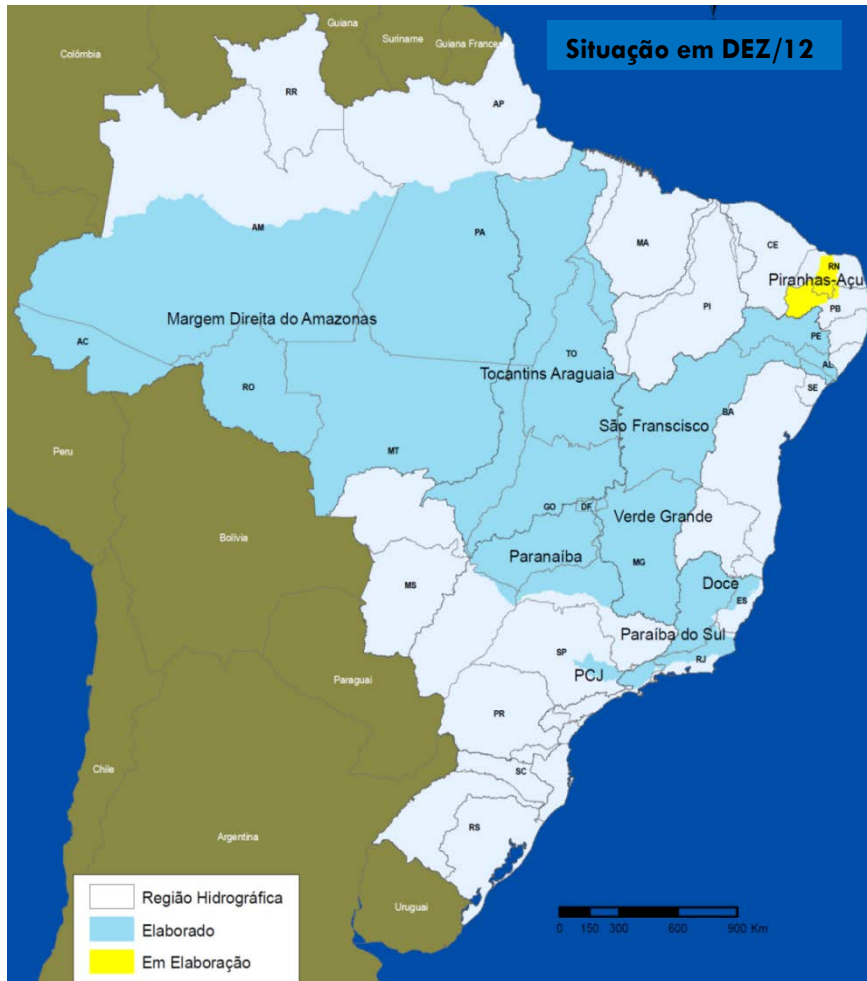 Guiana
Suriname
Guiana Frances
Situação em DEZ/12
Colômbia
RR
AP
AM
PA
MA
CE
RN
Piranhas-Açu
PB
PI
PE
AL
SE
Margem Direita do Amazonas
AC
RO
TO
Tocantins Araguaia
BA
São Franscisco
MT
Peru
Bolívia
GO
DF
Verde Grande
Paranaíba
MG
Doce
ES
MS
Paraíba do Sul
SP
RJ
PCJ
Paraguai
PR
Chile
SC
RS
Argentina
Uruguai
Região Hidrográfica
Elaborado
Em Elaboração
0 150 300 600 900 Km